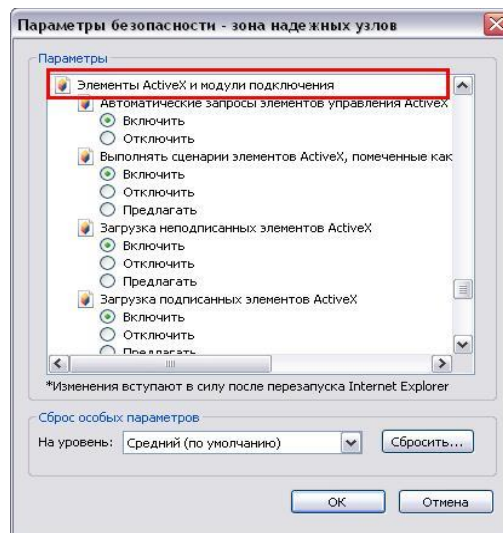 Параметры безопасности - зона надежных узлов
Параметры
Элементы ActiveX и модули подключения
Автоматические запросы элементов управления ActiveX
Включить
Отключить
Выполнять сценарии элементов ActiveX, помеченные как
Включить
Отключить
Предлагать
Загрузка неподписанных элементов ActiveX
Включить
Отключить
Предлагать
Загрузка подписанных элементов ActiveX
Включить
Отключить
Предлагать
*Изменения вступают в силу после перезапуска Internet Explorer
Сброс особых параметров
На уровень: Средний (по умолчанию) Сбросить...
ОК Отмена